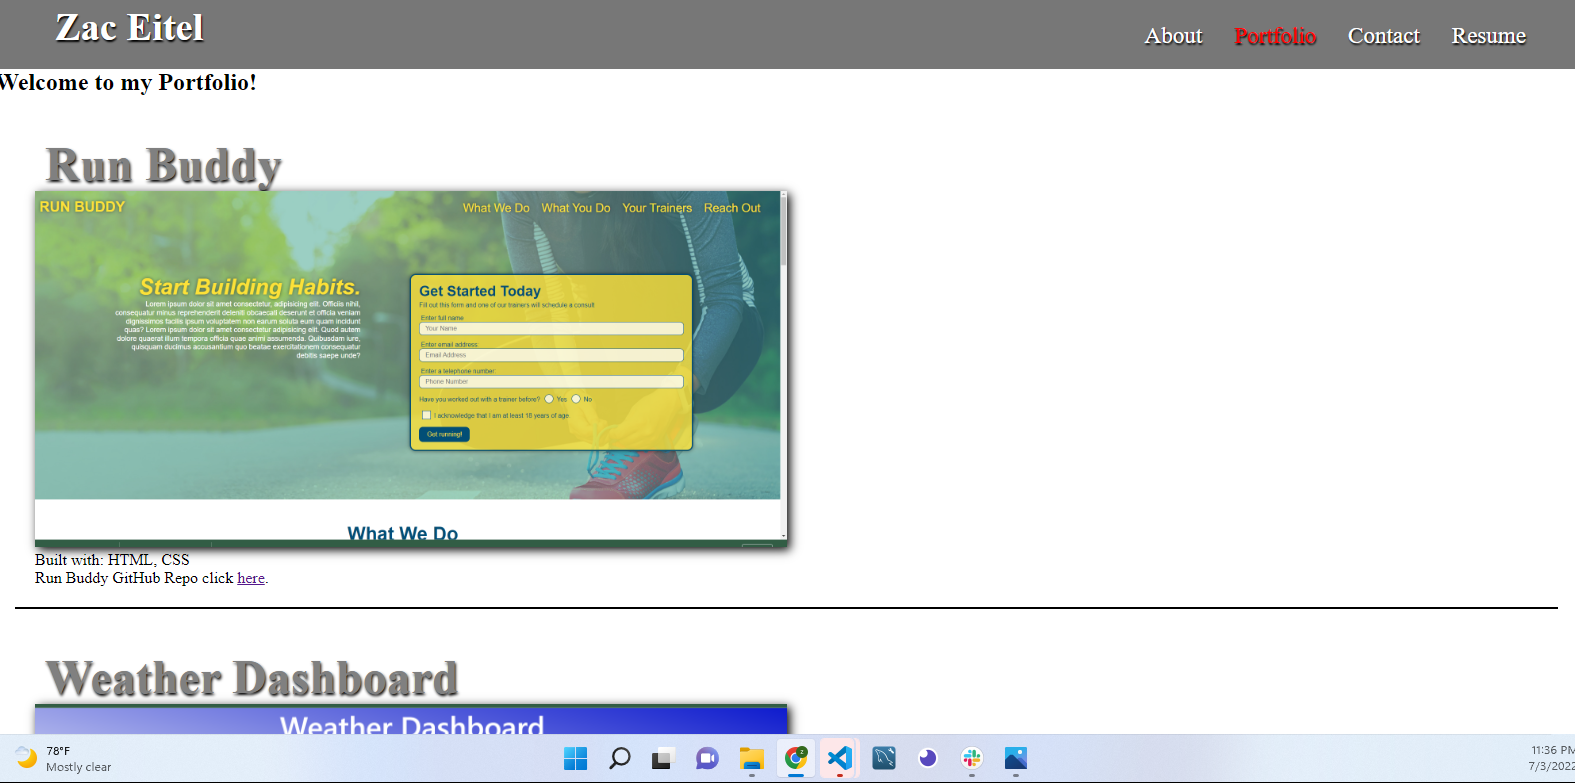 Zac Eitel
About Portfolio Contact Resume
Welcome to my Portfolio!
Run Buddy
RUN BUDDY
What We Do What You Do Your Trainers Reach Out
Start Building Habits.
Lorem ipsum dolor sit amet consectetur, adipisicing elit. Officiis nihil,
consequatur minus reprehenderit deleniti obcaecati deserunt et officia veniam
dignissimos facilis ipsum voluptatem non earum soluta eum quam incidunt
quas? Lorem ipsum dolor sit amet consectetur adipisicing elit. Quod autem
dolore quaerat illum tempora officia quae animi assumenda. Quibusdam iure,
quisquam ducimus accusantium quo beatae exercitationem consequatur
debitis saepe unde?
Get Started Today
Fill out this form and one of our trainers will schedule a consult
Enter full name
Your Name
Enter email address:
Email Address
Enter a telephone number:
Phone Number
Have you worked out with a trainer before? Yes No
I acknowledge that I am at least 18 years of age
Get running!
What We Do
Built with: HTML, CSS
Run Buddy GitHub Repo click here.
Weather Dashboard
Weather Dashboard
78°F
Mostly clear
11:36 PM
7/3/2022